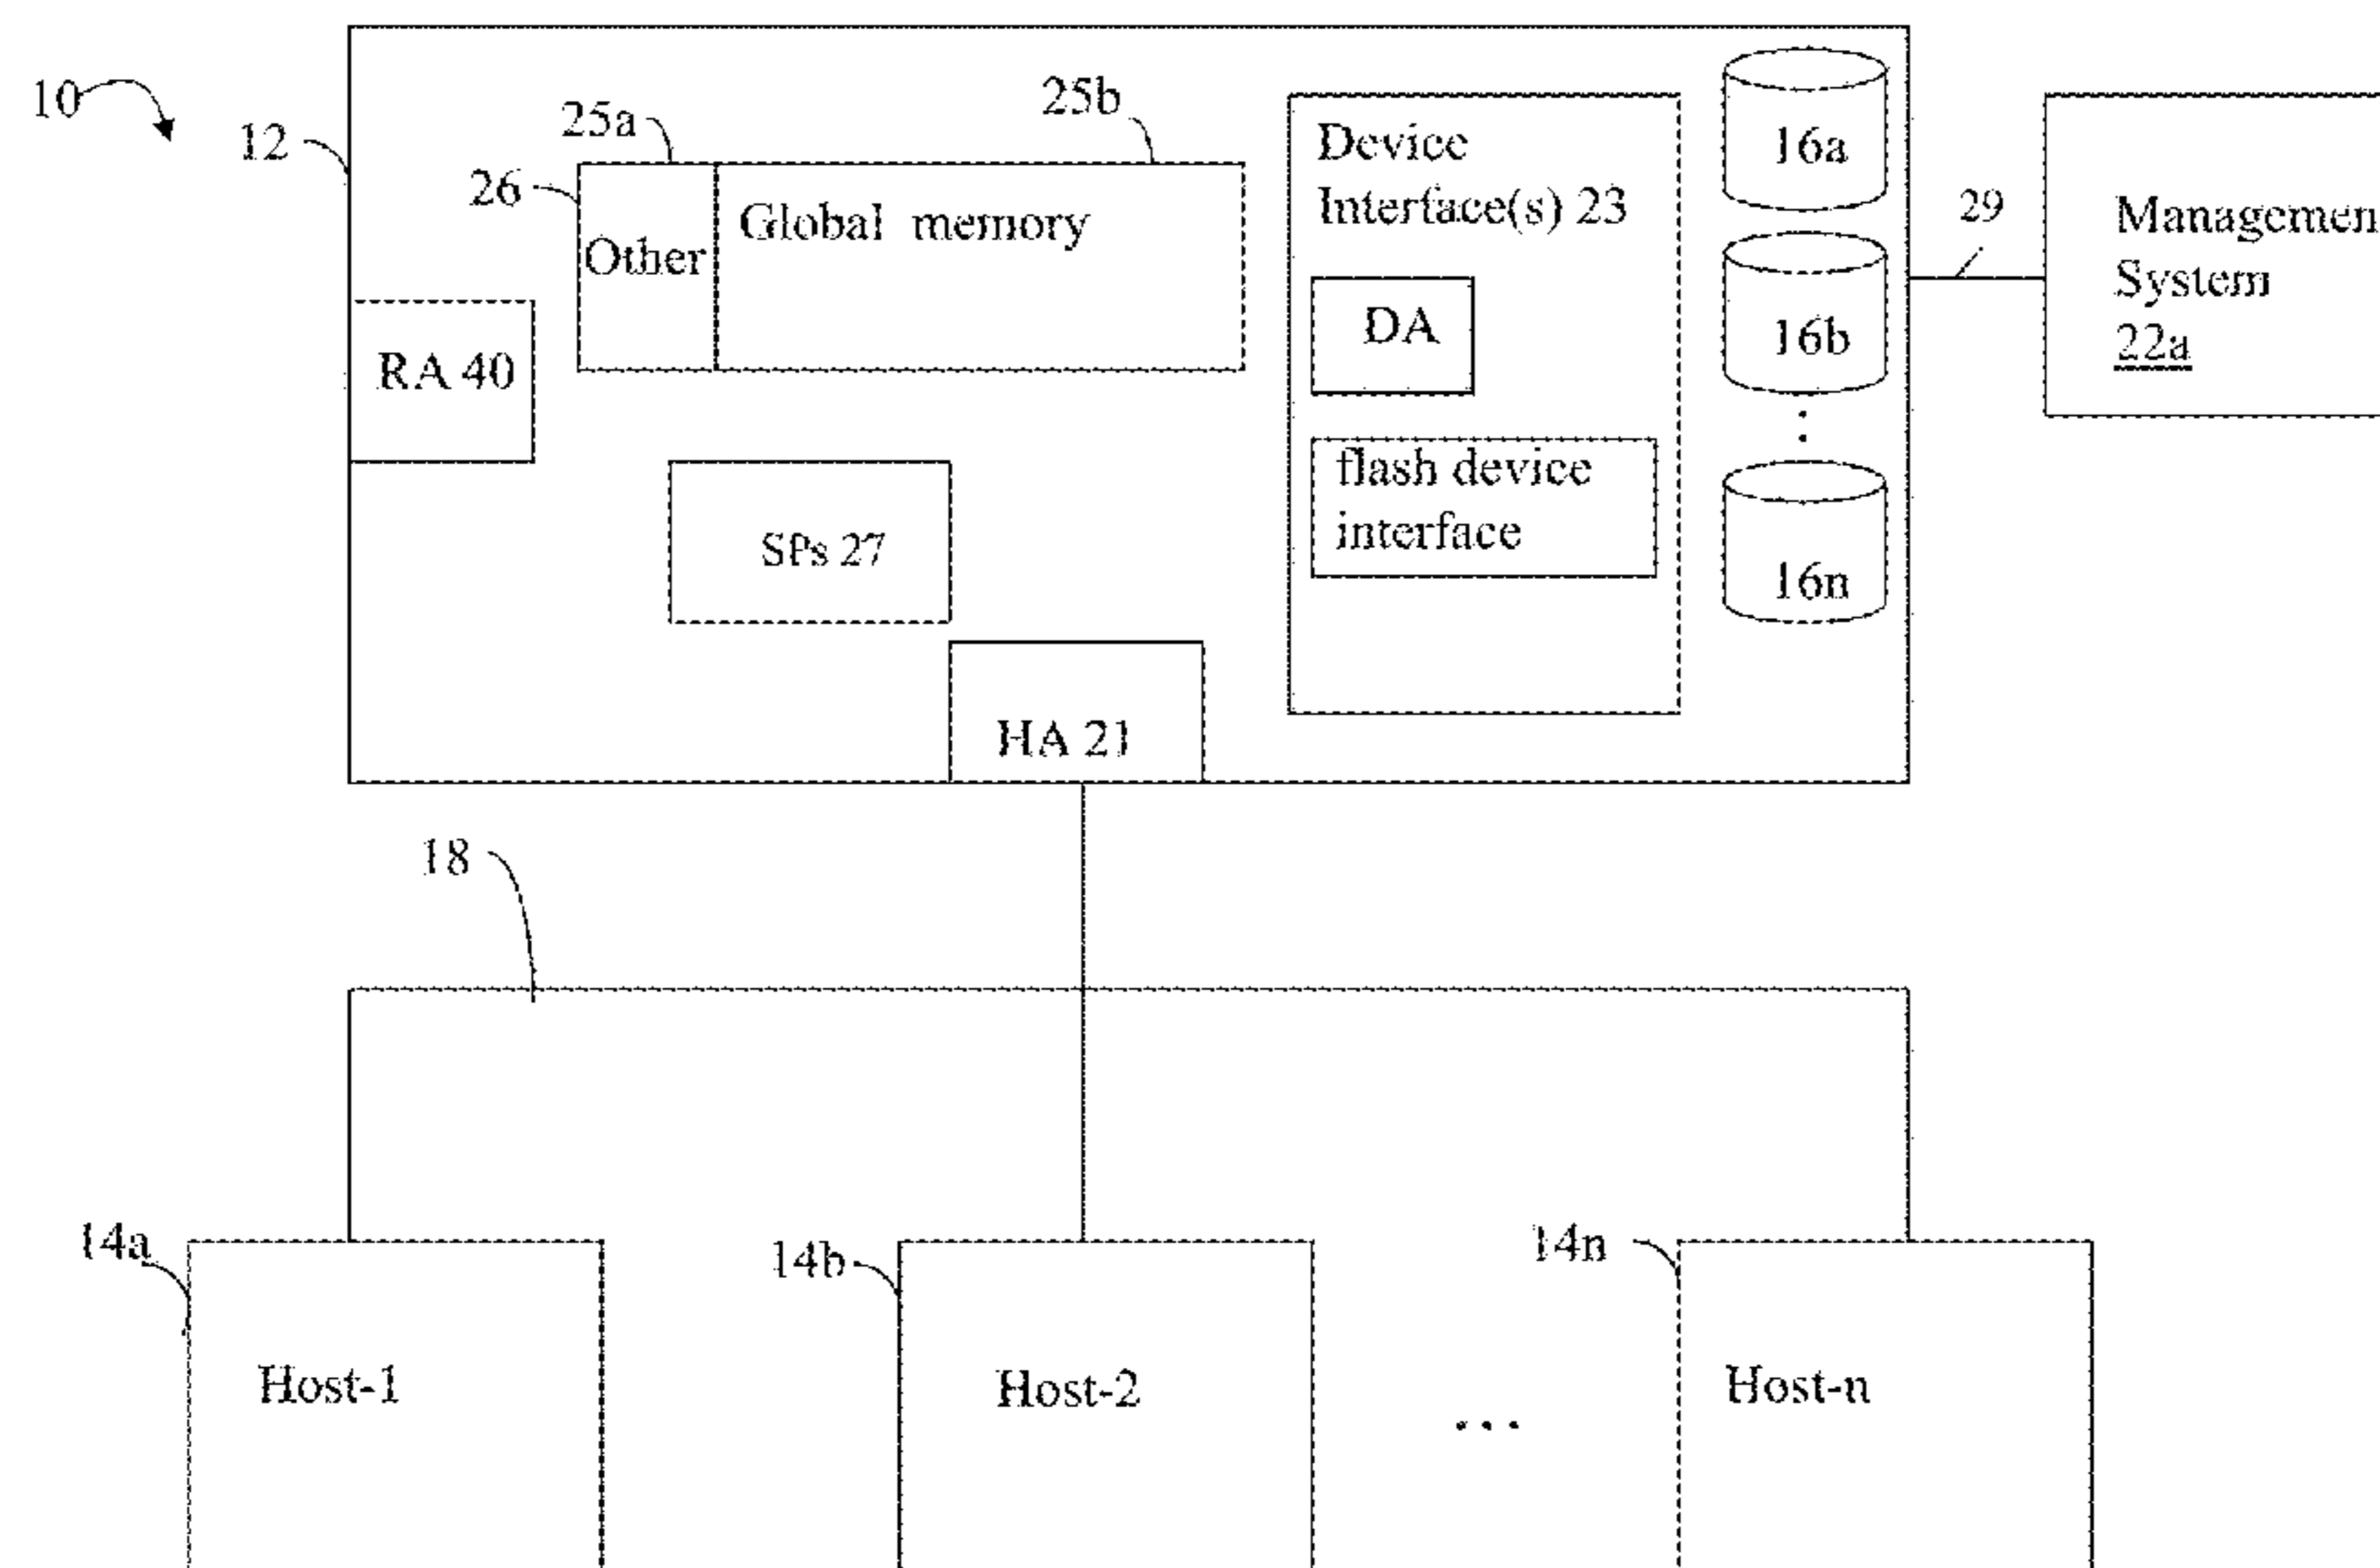 10
12
25a
25b
26
Other
Global memory
Device
Interface(s) 23
DA
flash device
interface
16a
16b
16n
29
Managemen
System
22a
RA 40
SPs 27
HA 21
18
14a
14b
14n
Host-1
Host-2
...
Host-n